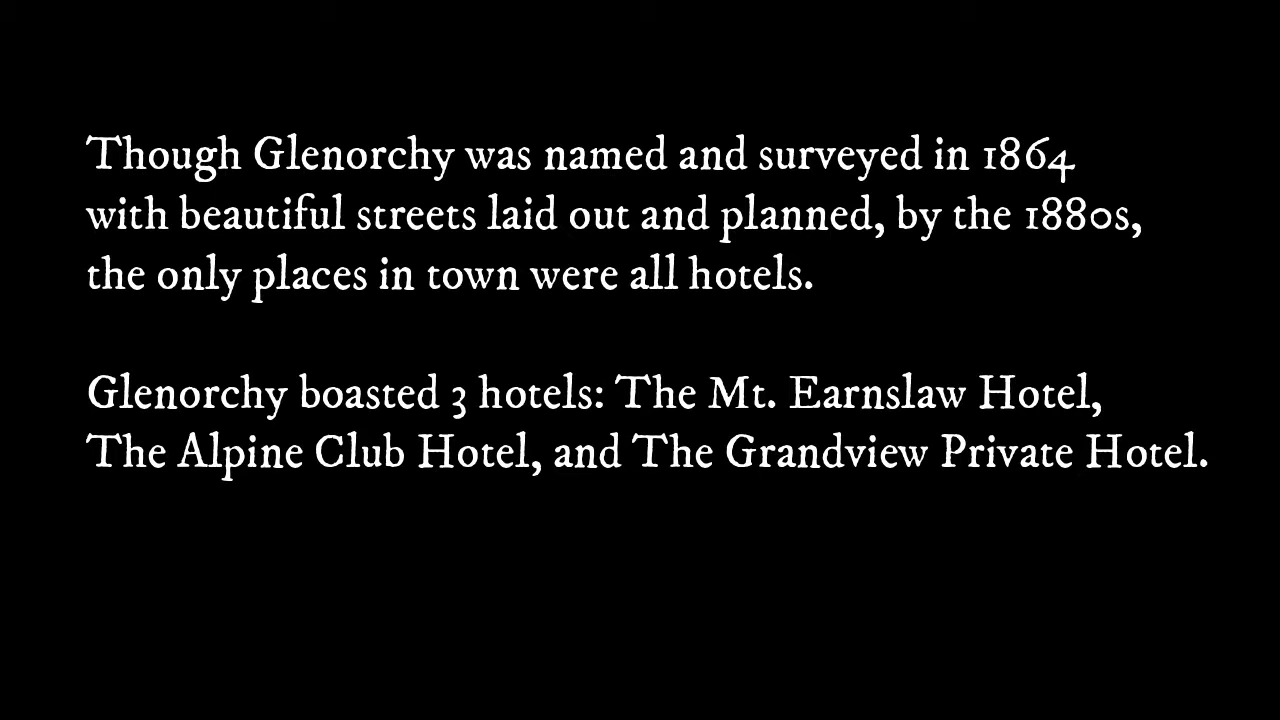 Though Glenorchy was named and surveyed in 1864
with beautiful streets laid out and planned, by the 1880s,
the only places in town were all hotels.
Glenorchy boasted 3 hotels: The Mt. Earnslaw Hotel,
The Alpine Club Hotel, and The Grandview Private Hotel.